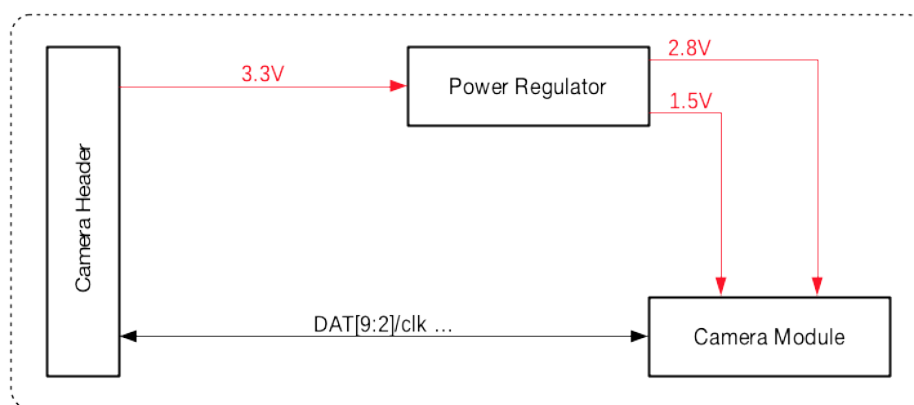 2.8V
3.3V
Power Regulator
1.5V
Camera Header
DAT[9:2]/clk ...
Camera Module